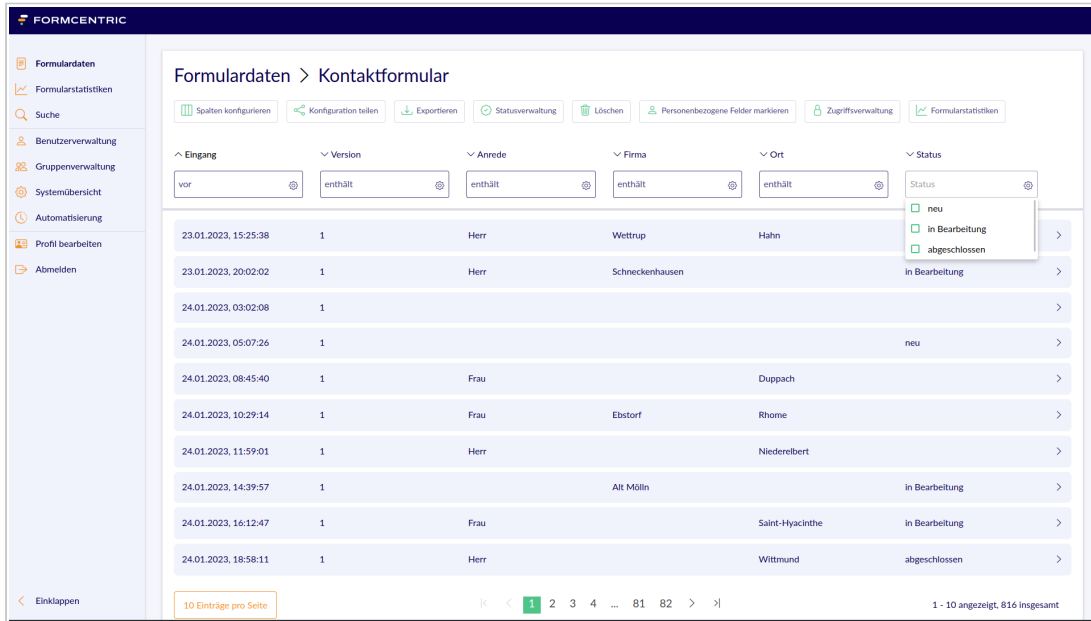 FORMCENTRIC
Formulardaten
Formularstatistiken
Suche
Benutzerverwaltung
Gruppenverwaltung
Systemübersicht
Automatisierung
Profil bearbeiten
Abmelden
Einklappen
Formulardaten > Kontaktformular
Spalten konfigurieren Konfiguration teilen Exportieren Statusverwaltung Löschen Personenbezogene Felder markieren Zugriffsverwaltung Formularstatistiken
Eingang Version Anrede Firma Ort Status
vor enthält enthält enthält enthält Status
neu
in Bearbeitung
abgeschlossen
23.01.2023, 15:25:38 1 Herr Wettrup Hahn
23.01.2023, 20:02:02 1 Herr Schneckenhausen in Bearbeitung
24.01.2023, 03:02:08 1
24.01.2023, 05:07:26 1 neu
24.01.2023, 08:45:40 1 Frau Duppach
24.01.2023, 10:29:14 1 Frau Ebstorf Rhome
24.01.2023, 11:59:01 1 Herr Niederelbert
24.01.2023, 14:39:57 1 Alt Mölln in Bearbeitung
24.01.2023, 16:12:47 1 Frau Saint-Hyacinthe in Bearbeitung
24.01.2023, 18:58:11 1 Herr Wittmund abgeschlossen
10 Einträge pro Seite 1 2 3 4 ... 81 82 1 - 10 angezeigt, 816 insgesamt